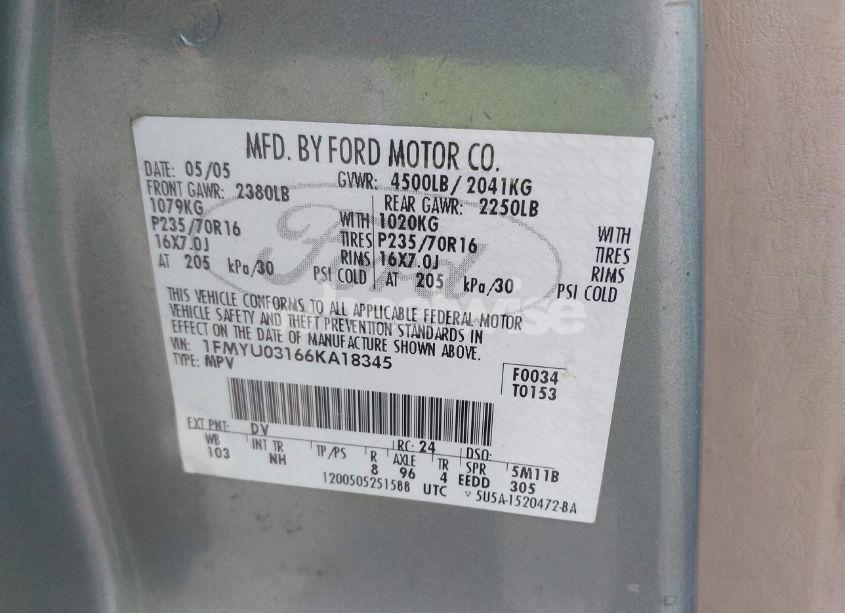 MFD. BY FORD MOTOR CO.
DATE: 05/05 GVWR: 4500LB/ 2041KG
FRONT GAWR: 2380LB REAR GAWR: 2250LB
1079KG WITH 1020KG WITH
P235/70R16 TIRES P235/70R16 TIRES
16X7.0J RIMS 16X7.0J RIMS
AT 205 kPa/30 PSI COLD AT 205 kPa/30 PSI COLD
THIS VEHICLE CONFORMS TO ALL APPLICABLE FEDERAL MOTOR
VEHICLE SAFETY AND THEFT PREVENTION STANDARDS IN
EFFECT ON THE DATE OF MANUFACTURE SHOWN ABOVE.
VIN: 1FMYU03166KA18345
TYPE: MPV
F0034
T0153
EXT PNT: DV RC: 24 DSO:
WB INT TR TP/PS R AXLE TR SPR 5M11B
103 NH 8 96 4 EEDD 305
120050525158B UTC ▽ 5U5A-1520472-BA
Ford